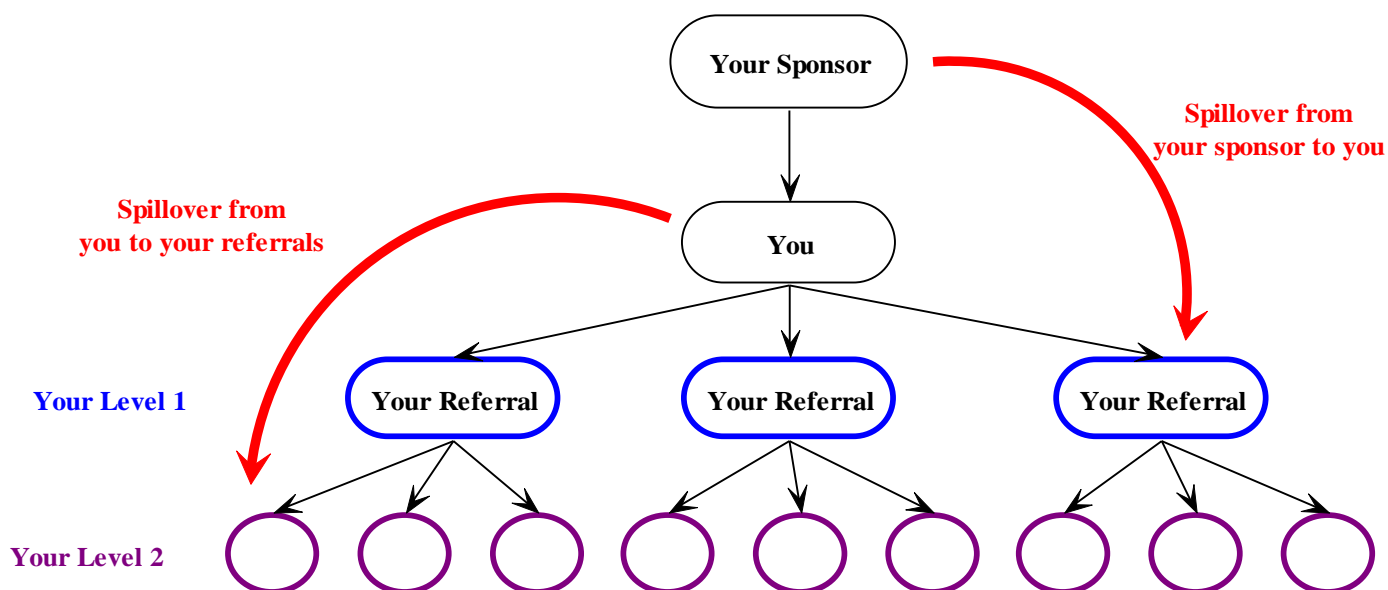 Your Sponsor
Spillover from
your sponsor to you
Spillover from
you to your referrals
You
Your Level 1
Your Referral
Your Referral
Your Referral
Your Level 2